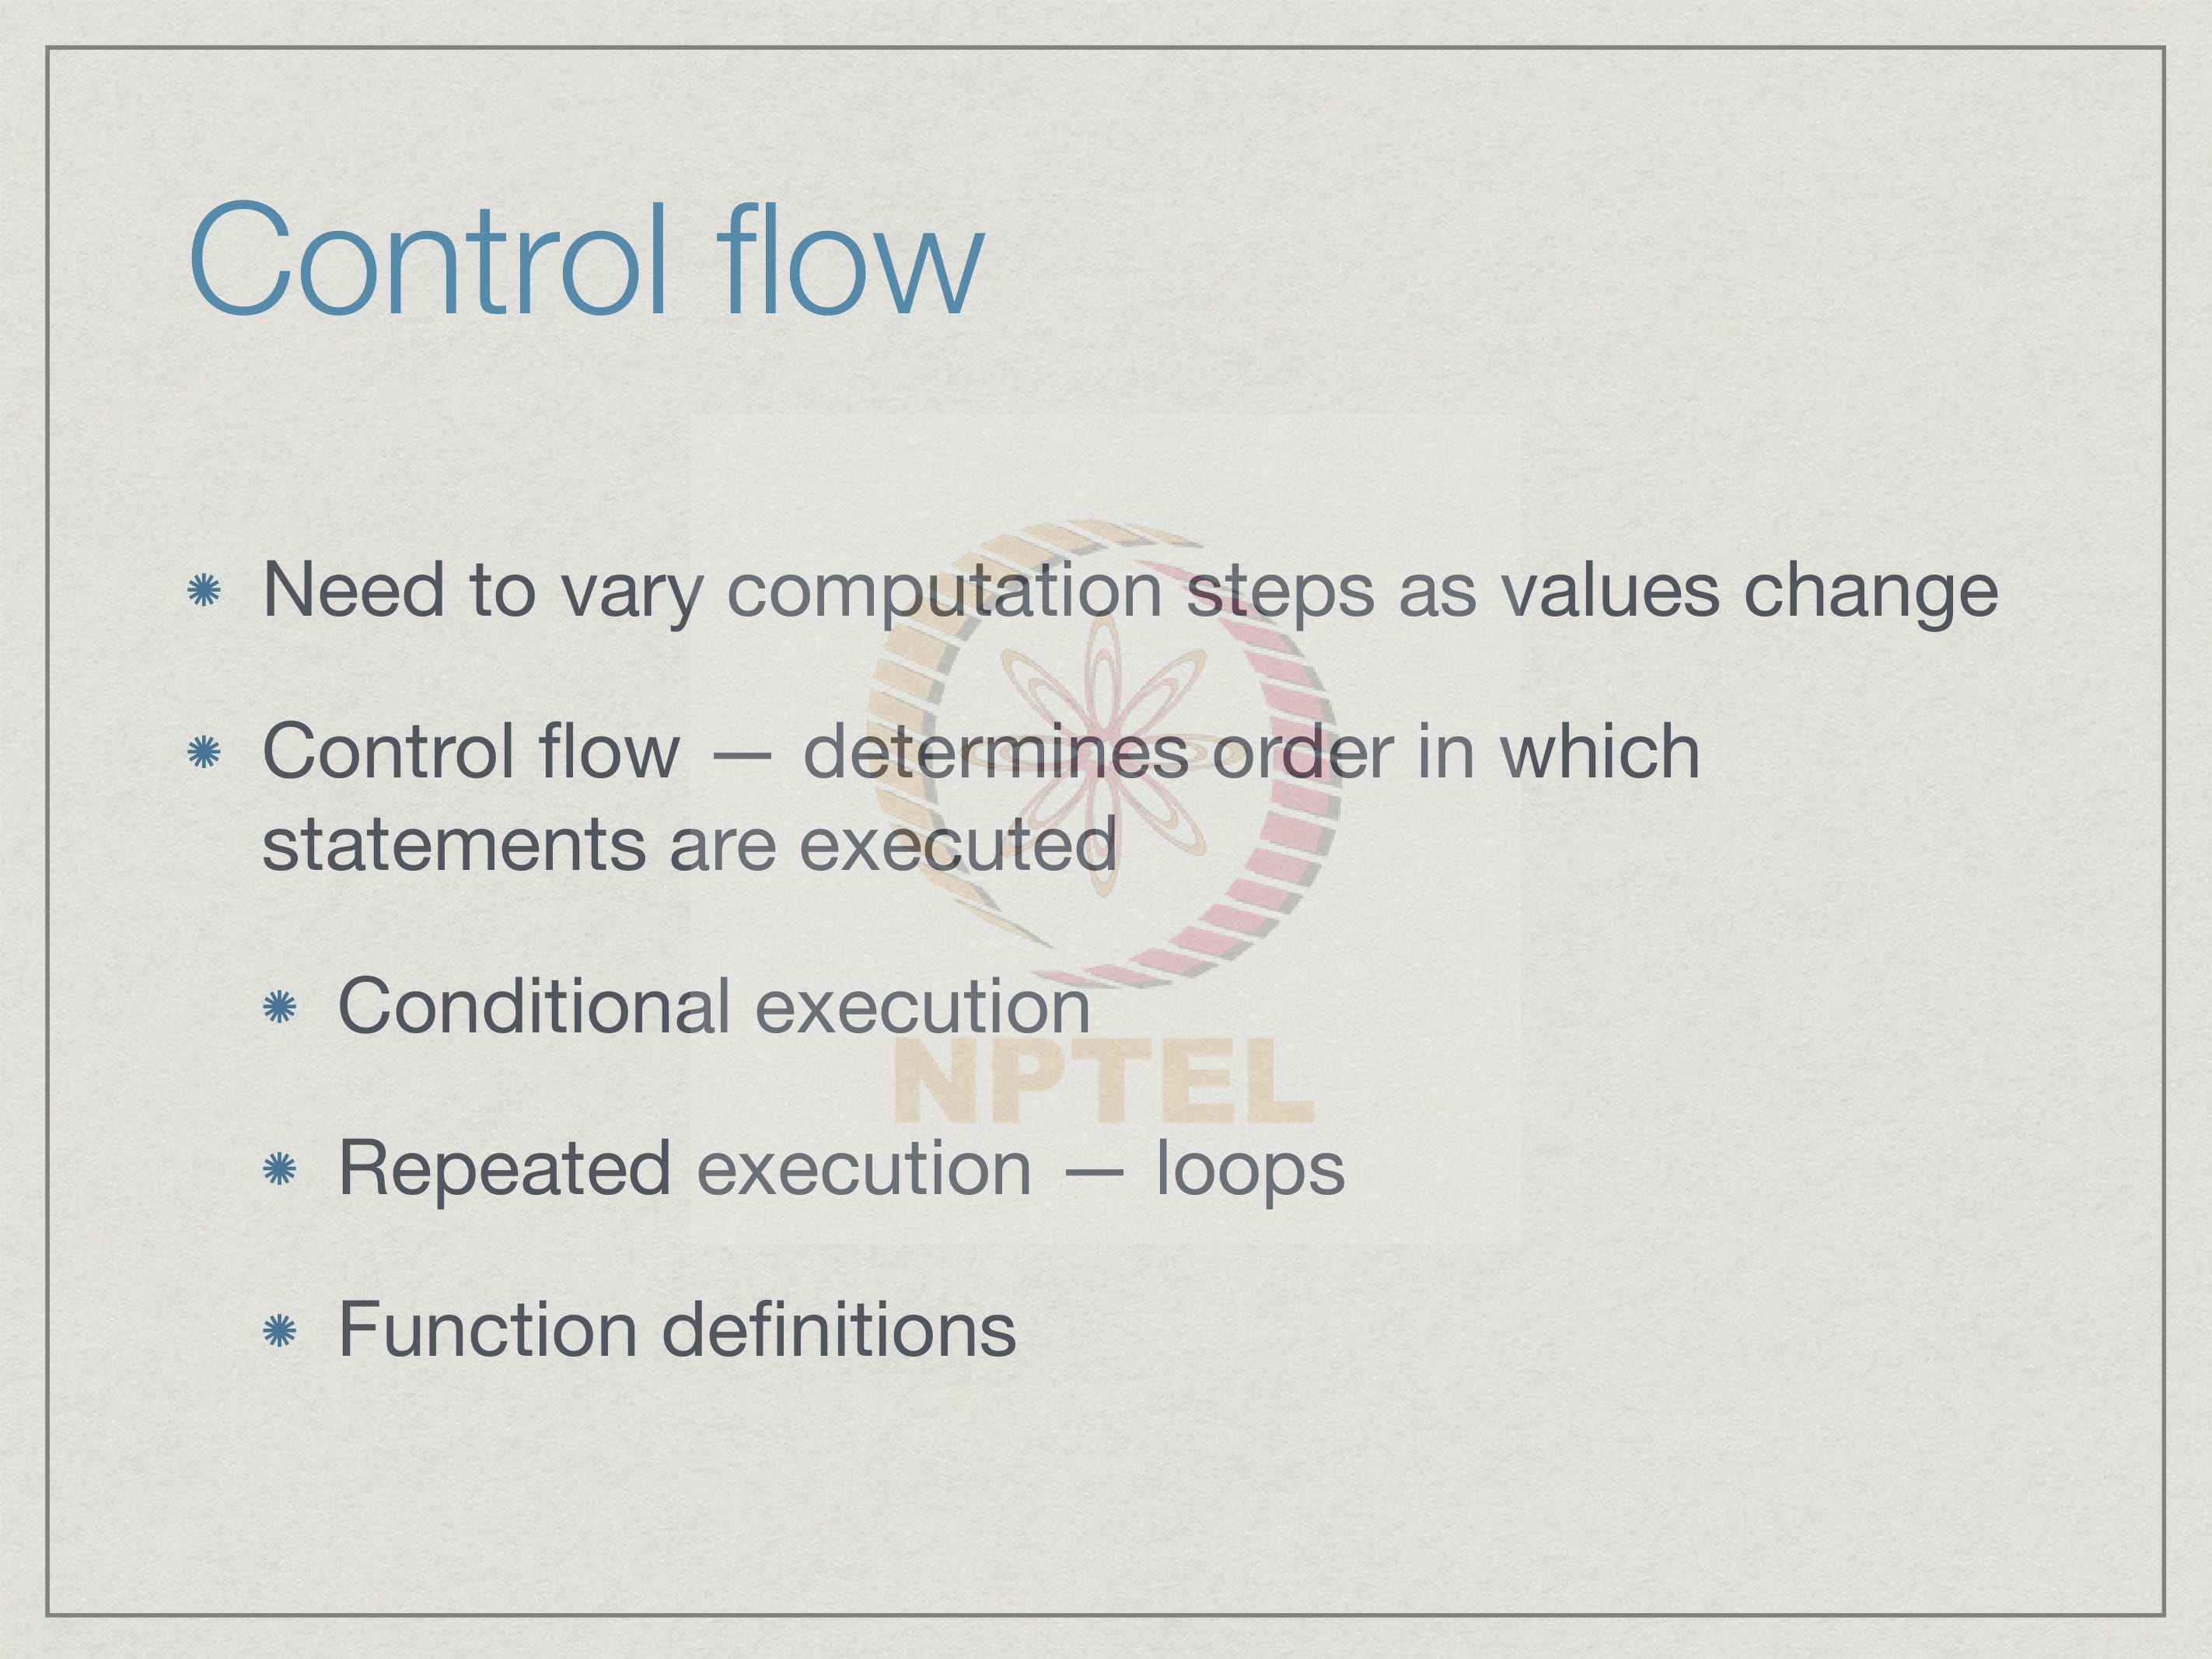 Control flow
Need to vary computation steps as values change
Control flow — determines order in which
statements are executed
Conditional execution
NPTEL
Repeated execution — loops
Function definitions